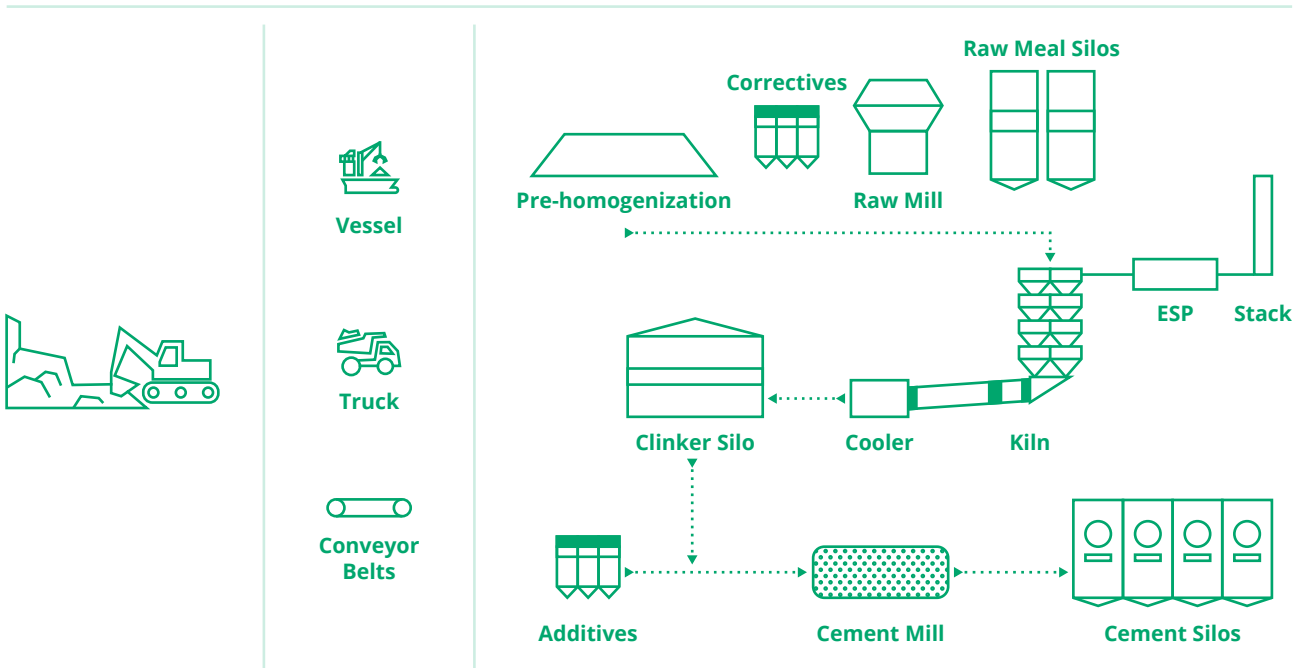 Vessel
Truck
Conveyor
Belts
Raw Meal Silos
Correctives
Pre-homogenization
Raw Mill
ESP
Stack
Clinker Silo
Cooler
Kiln
Additives
Cement Mill
Cement Silos